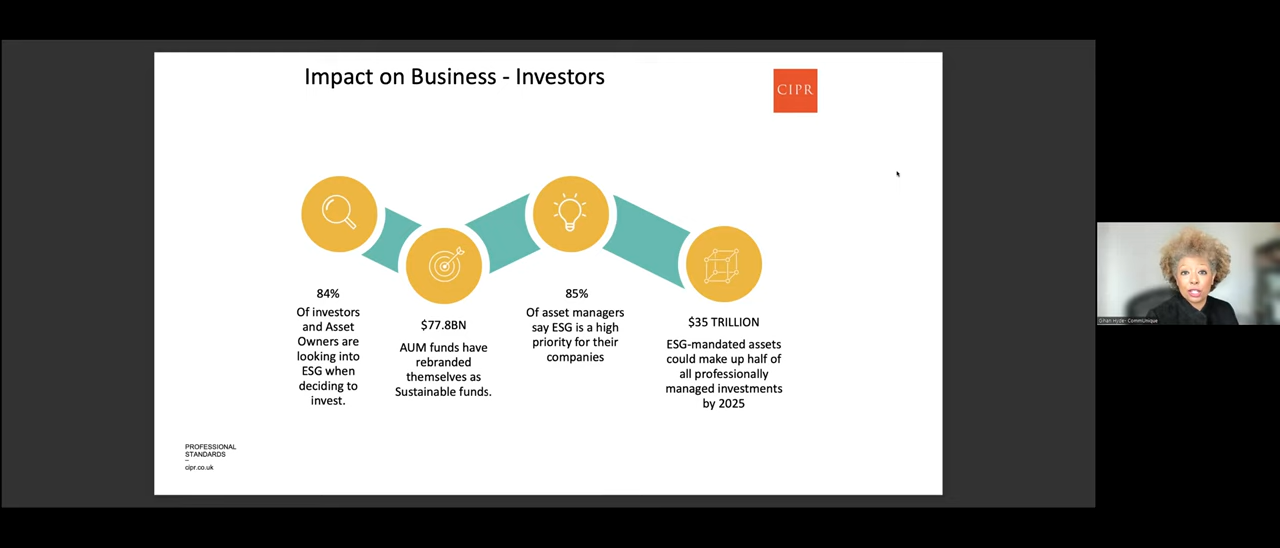 Impact on Business - Investors
CIPR
84%
Of investors
and Asset
Owners are
looking into
ESG when
deciding to
invest.
$77.8BN
AUM funds have
rebranded
themselves as
Sustainable funds.
85%
Of asset managers
say ESG is a high
priority for their
companies
$35 TRILLION
ESG-mandated assets
could make up half of
all professionally
managed investments
by 2025
PROFESSIONAL
STANDARDS
–
cipr.co.uk
Gihan Hyde- CommUnique